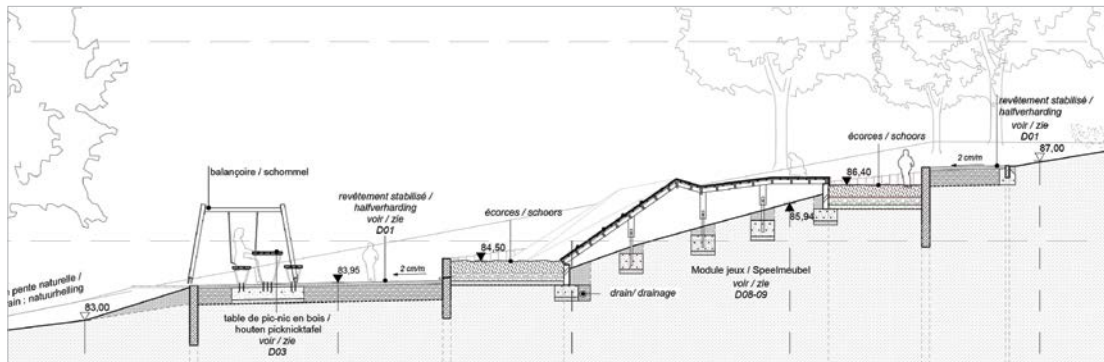 revêtement stabilisé /
halfverharding
voir / zie
D01
87,00
écorces / schoors
2 cm/m
86,40
balançoire / schommel
revêtement stabilisé /
halfverharding
voir / zie
D01
écorces / schoors
85,94
84,50
2 cm/m
83,95
Module jeux / Speelmeubel
voir / zie
D08-09
drain/ drainage
pente naturelle /
: natuurhelling
83,00
table de pic-nic en bois /
houten picknicktafel
voir / zie
D03